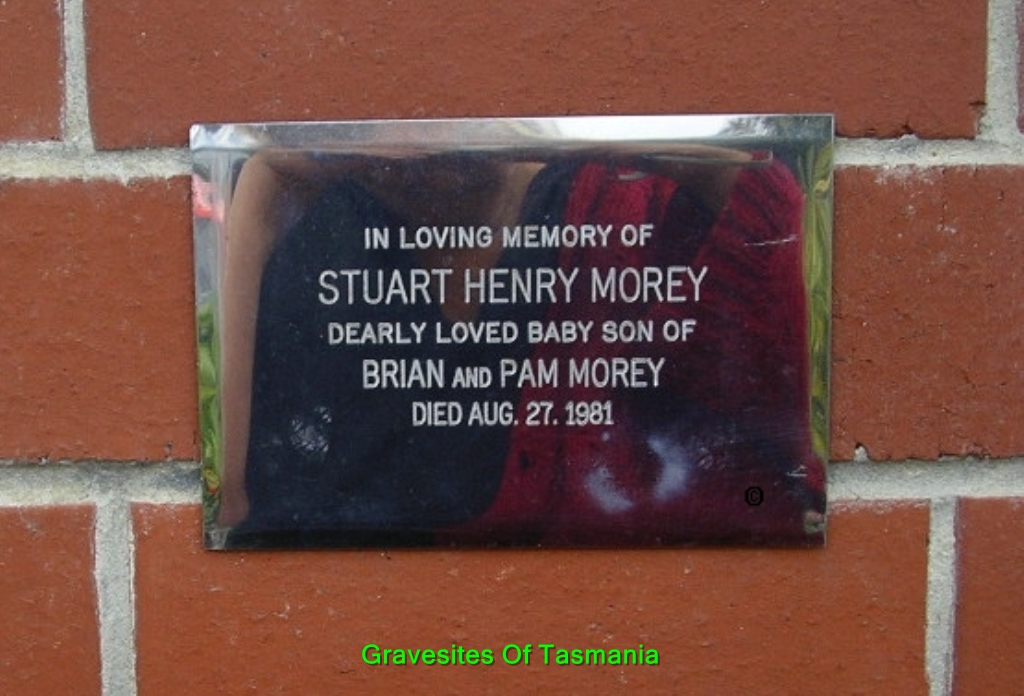 IN LOVING MEMORY OF
STUART HENRY MOREY
DEARLY LOVED BABY SON OF
BRIAN AND PAM MOREY
DIED AUG. 27. 1981
©
Gravesites Of Tasmania